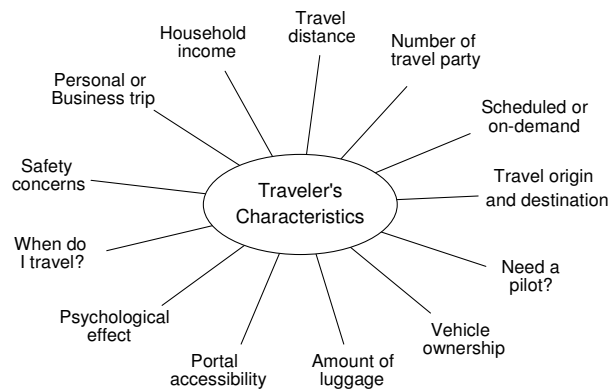 Travel
distance
Household
income
Number of
travel party
Personal or
Business trip
Scheduled or
on-demand
Safety
concerns
Traveler's
Characteristics
Travel origin
and destination
When do
I travel?
Need a
pilot?
Psychological
effect
Vehicle
ownership
Portal
accessibility
Amount of
luggage